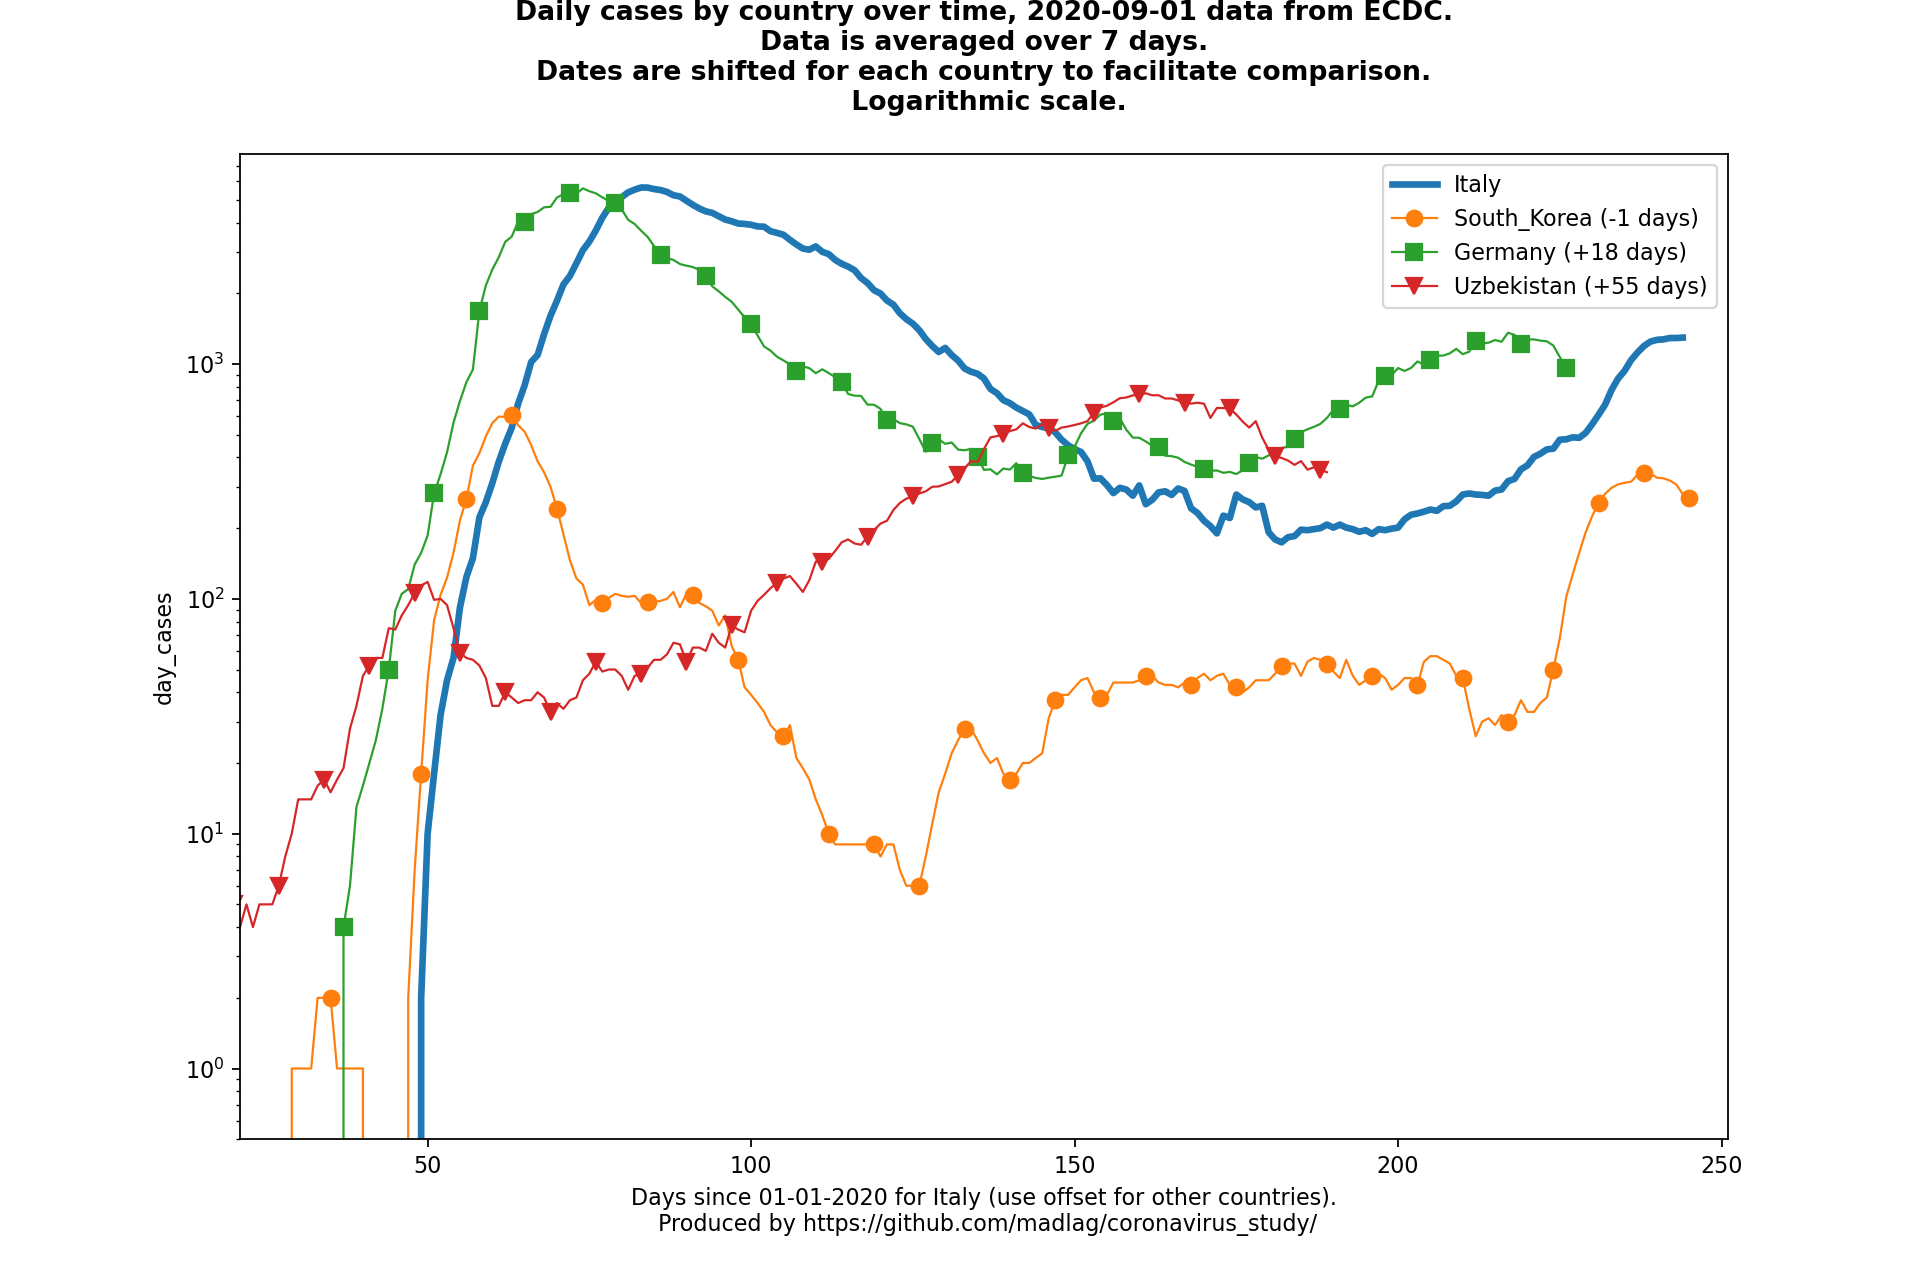 Daily cases by country over time, 2020-09-01 data from ECDC.
Data is averaged over 7 days.
Dates are shifted for each country to facilitate comparison.
Logarithmic scale.
Italy
South_Korea (-1 days)
Germany (+18 days)
Uzbekistan (+55 days)
10³
10²
10¹
10⁰
day_cases
50 100 150 200 250
Days since 01-01-2020 for Italy (use offset for other countries).
Produced by https://github.com/madlag/coronavirus_study/